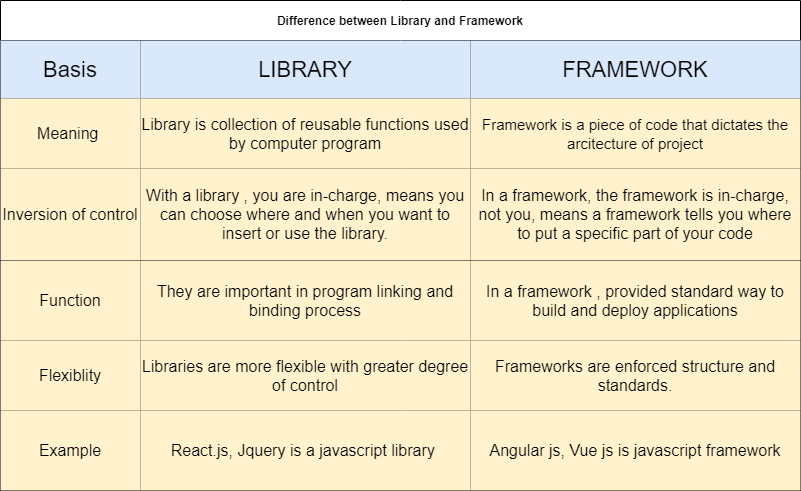 Difference between Library and Framework
Basis
LIBRARY
FRAMEWORK
Meaning
Library is collection of reusable functions used
by computer program
Framework is a piece of code that dictates the
arcitecture of project
Inversion of control
With a library , you are in-charge, means you
can choose where and when you want to
insert or use the library.
In a framework, the framework is in-charge,
not you, means a framework tells you where
to put a specific part of your code
Function
They are important in program linking and
binding process
In a framework , provided standard way to
build and deploy applications
Flexiblity
Libraries are more flexible with greater degree
of control
Frameworks are enforced structure and
standards.
Example
React.js, Jquery is a javascript library
Angular js, Vue js is javascript framework